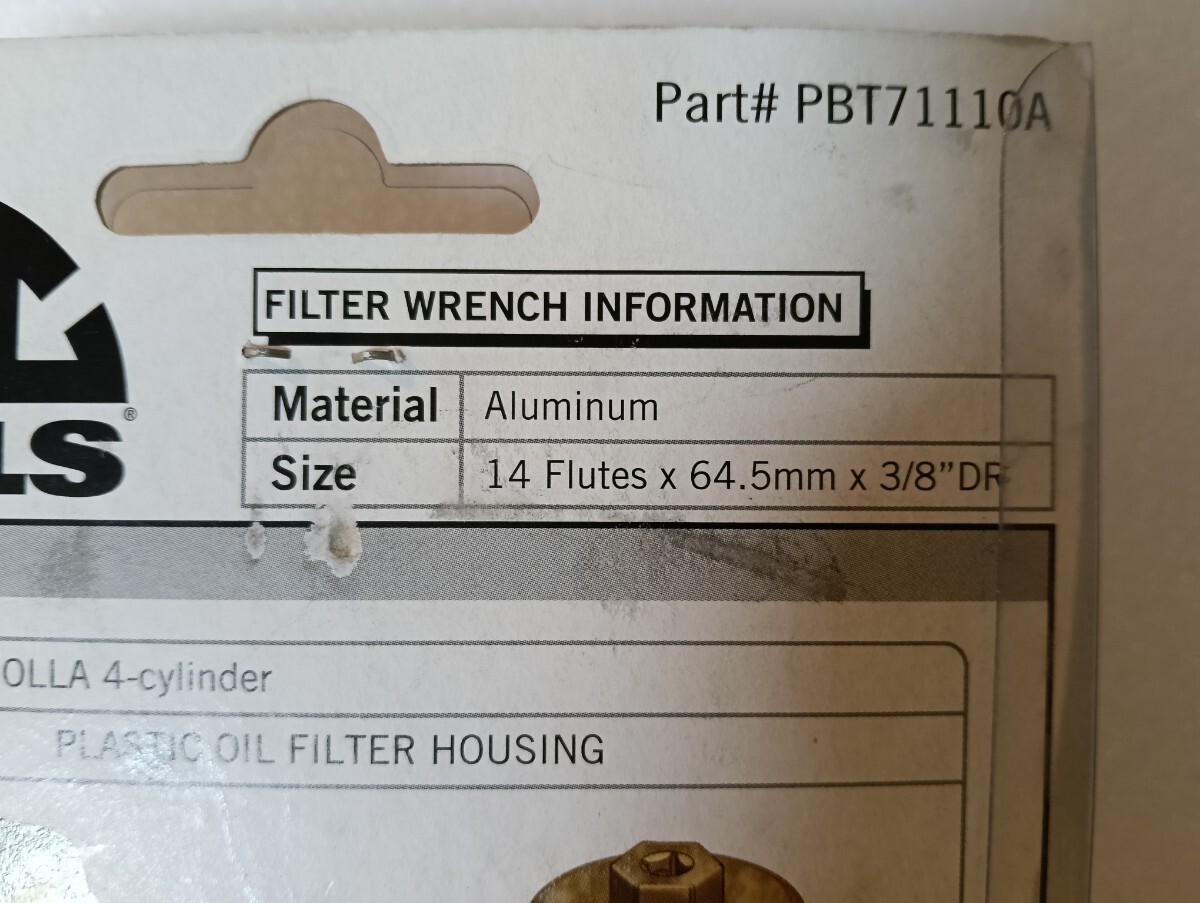 Part# PBT71110A
FILTER WRENCH INFORMATION
®
LS
Material Aluminum
Size 14 Flutes x 64.5mm x 3/8”DR
OLLA 4-cylinder
PLASTIC OIL FILTER HOUSING